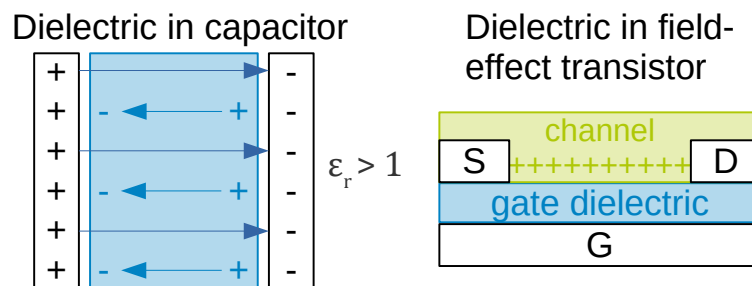 Dielectric in capacitor
+ -
+ - + -
+ -
+ - + -
+ -
+ - + -
εr > 1
Dielectric in field-
effect transistor
channel
S ++++++++++ D
gate dielectric
G